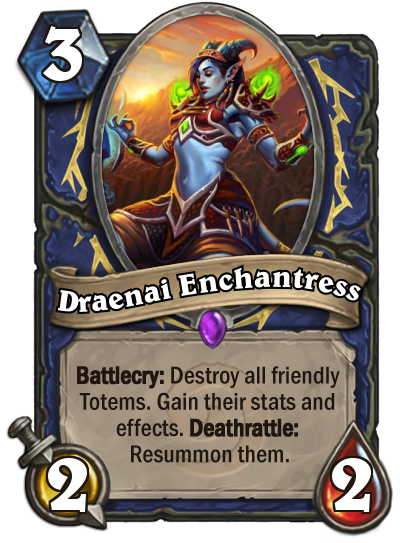 3
Draenai Enchantress
Battlecry: Destroy all friendly
Totems. Gain their stats and
effects. Deathrattle:
Resummon them.
2
2